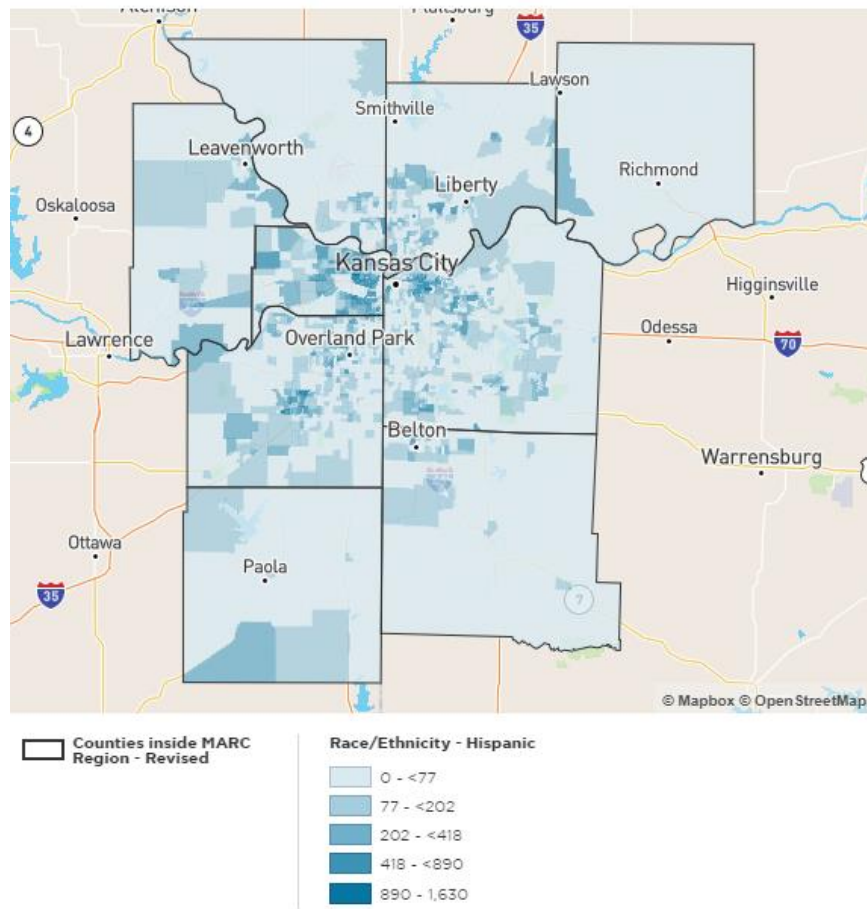 Plattsburg
35
Lawson
4
Smithville
Leavenworth
Liberty
Richmond
Oskaloosa
Kansas City
Higginsville
Lawrence
Overland Park
Odessa
70
Belton
Warrensburg
Ottawa
Paola
35
7
© Mapbox © OpenStreetMap
Counties inside MARC
Region - Revised
Race/Ethnicity - Hispanic
0 - <77
77 - <202
202 - <418
418 - <890
890 - 1,630